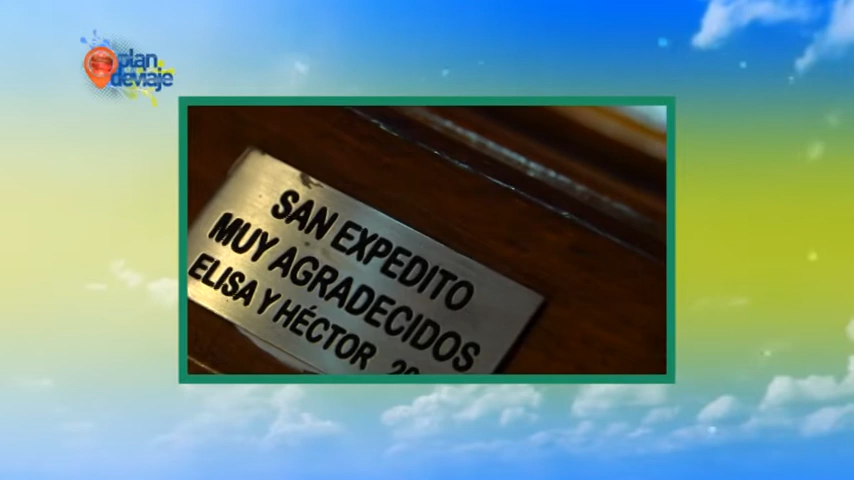 plan
deviaje
SAN EXPEDITO
MUY AGRADECIDOS
ELISA Y HÉCTOR